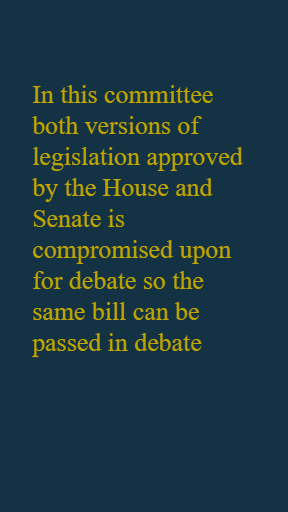 In this committee
both versions of
legislation approved
by the House and
Senate is
compromised upon
for debate so the
same bill can be
passed in debate